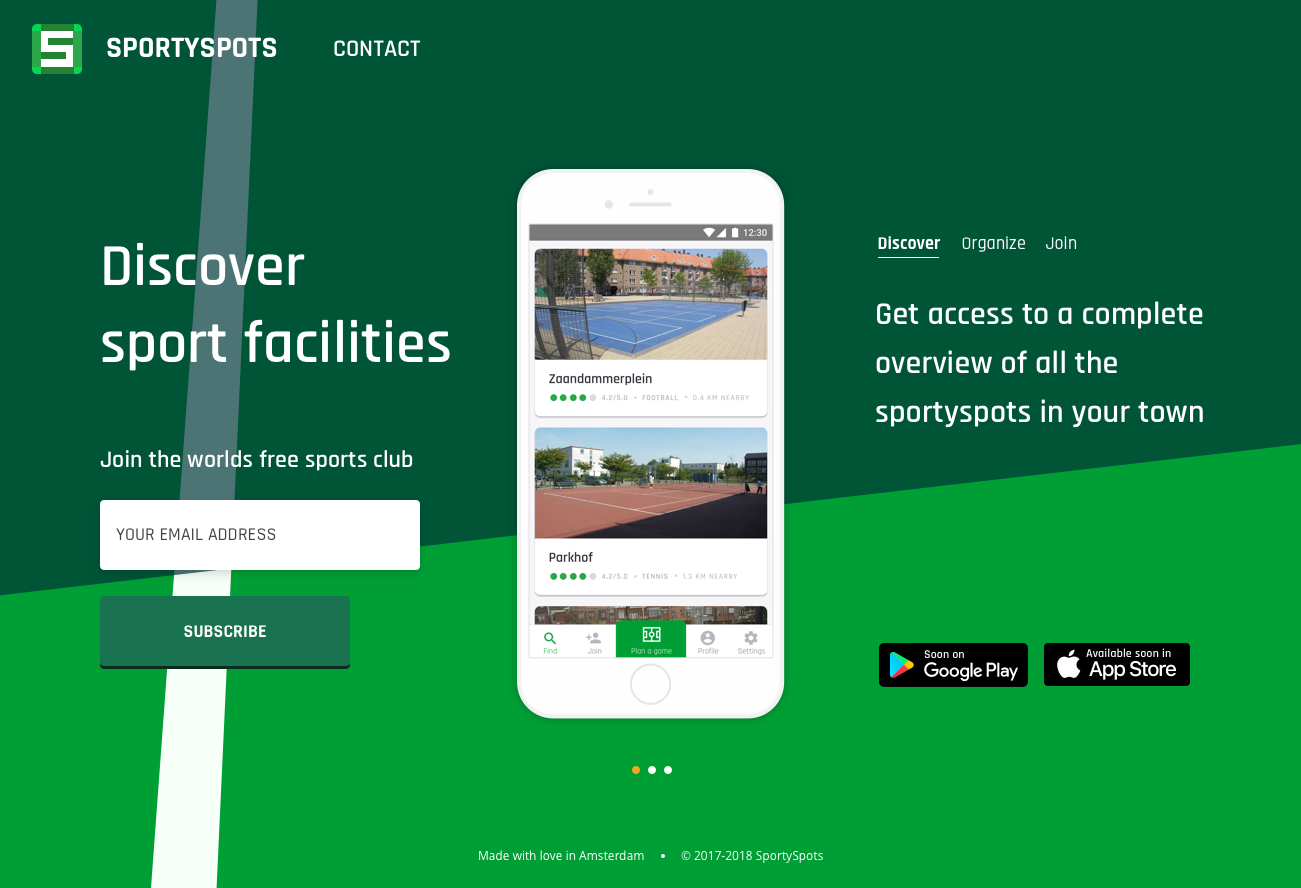 S
SPORTYSPOTS
CONTACT
Discover
sport facilities
Join the worlds free sports club
YOUR EMAIL ADDRESS
SUBSCRIBE
12:30
Zaandammerplein
4.2/5.0 • FOOTBALL • 0.4 KM NEARBY
Parkhof
4.2/5.0 • TENNIS • 1.3 KM NEARBY
Find
Join
Plan a game
Profile
Settings
Discover Organize Join
Get access to a complete
overview of all the
sportyspots in your town
Soon on
Google Play
Available soon in
App Store
Made with love in Amsterdam • © 2017-2018 SportySpots